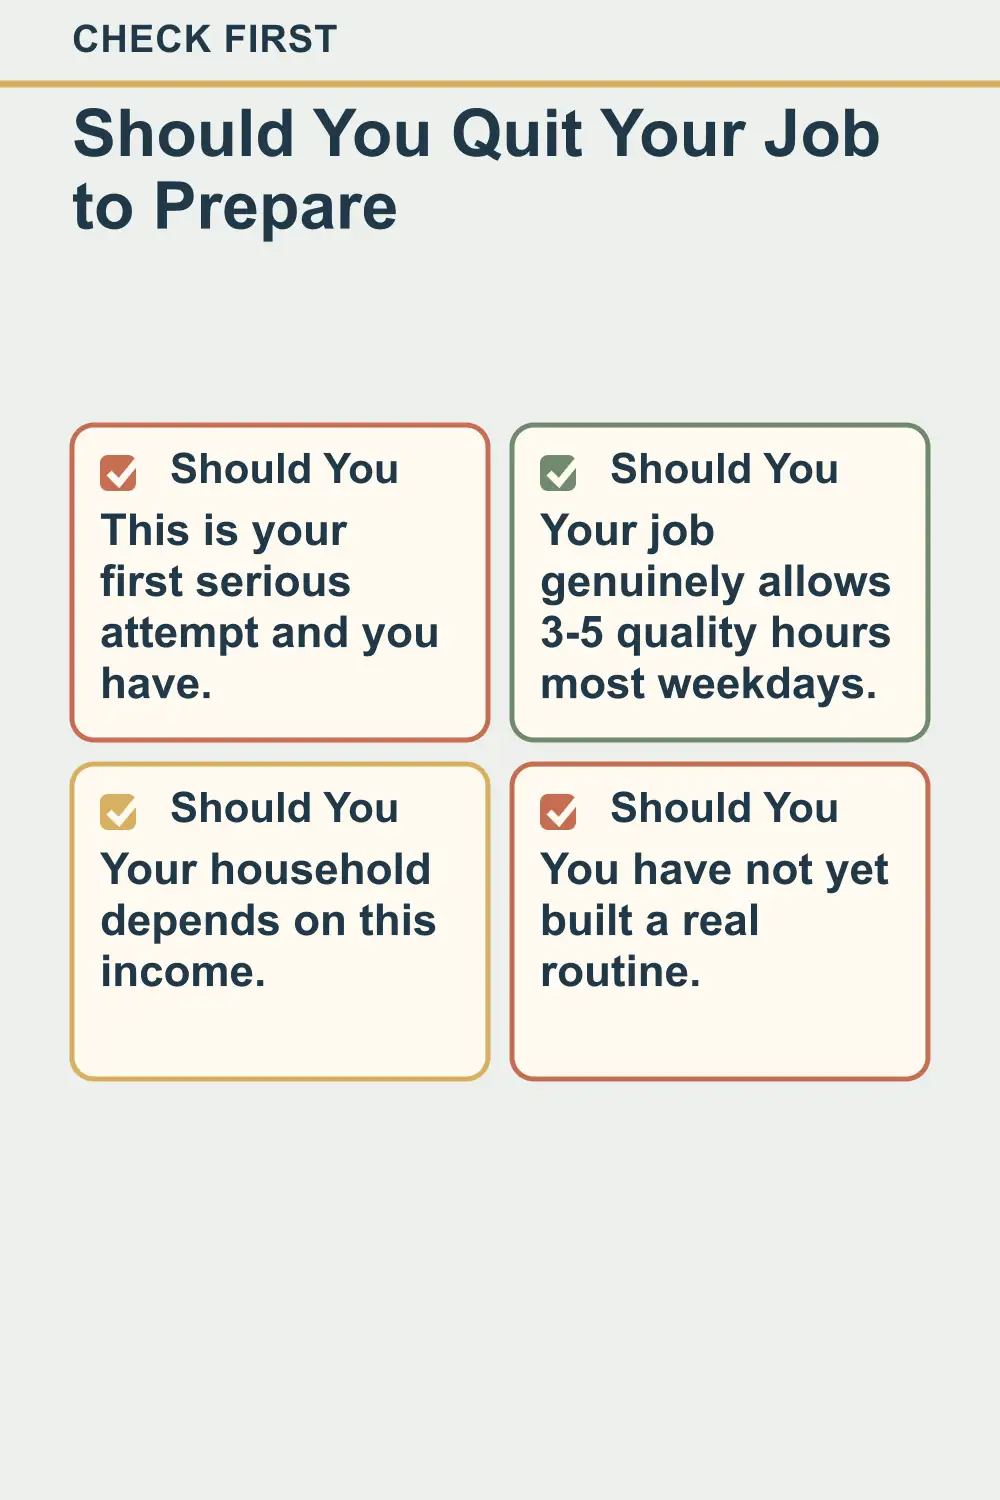 CHECK FIRST
Should You Quit Your Job
to Prepare
Should You
This is your
first serious
attempt and you
have.
Should You
Your job
genuinely allows
3-5 quality hours
most weekdays.
Should You
Your household
depends on this
income.
Should You
You have not yet
built a real
routine.